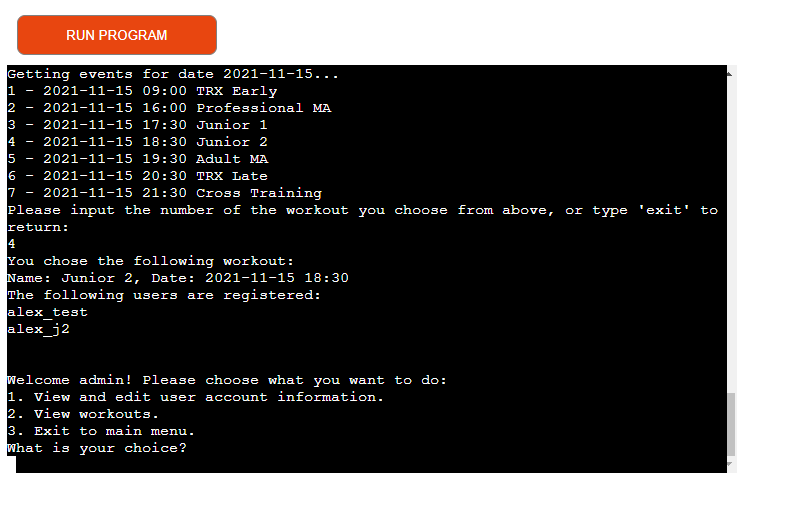 RUN PROGRAM
Getting events for date 2021-11-15...
1 - 2021-11-15 09:00 TRX Early
2 - 2021-11-15 16:00 Professional MA
3 - 2021-11-15 17:30 Junior 1
4 - 2021-11-15 18:30 Junior 2
5 - 2021-11-15 19:30 Adult MA
6 - 2021-11-15 20:30 TRX Late
7 - 2021-11-15 21:30 Cross Training
Please input the number of the workout you choose from above, or type 'exit' to
return:
4
You chose the following workout:
Name: Junior 2, Date: 2021-11-15 18:30
The following users are registered:
alex_test
alex_j2
Welcome admin! Please choose what you want to do:
1. View and edit user account information.
2. View workouts.
3. Exit to main menu.
What is your choice?